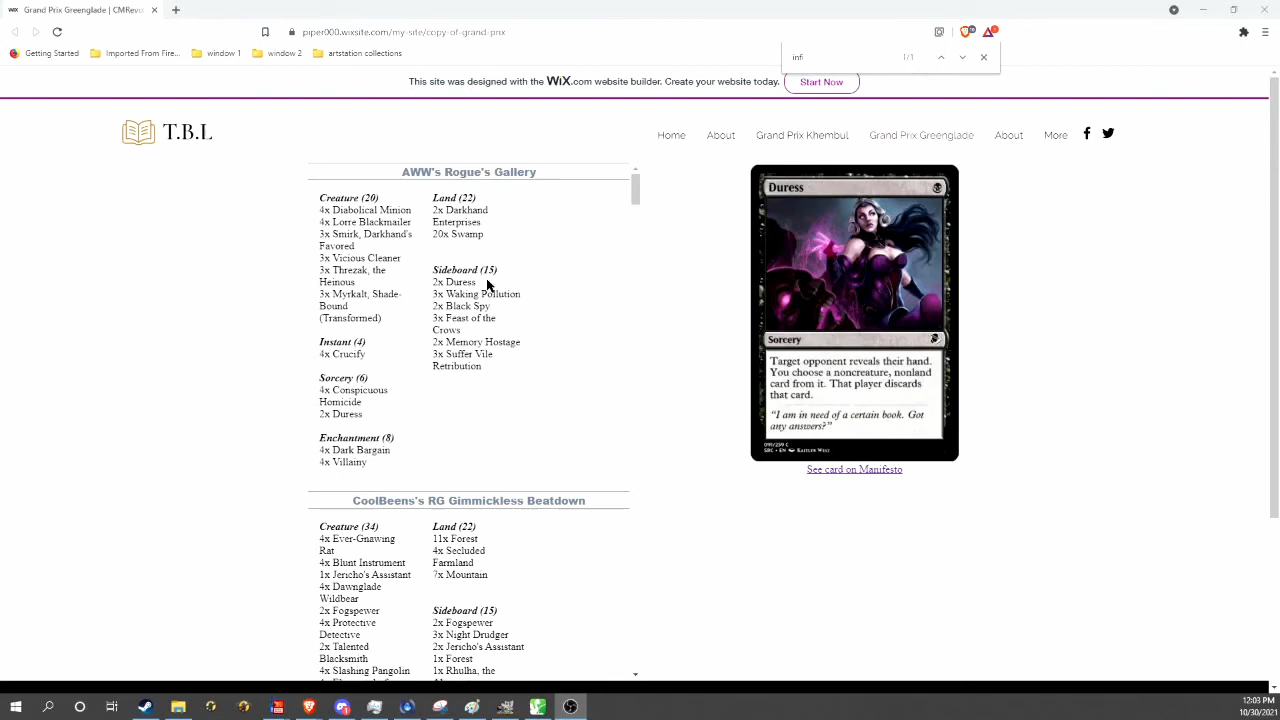 Grand Prix Greenglade | CMRevo
piper000.wixsite.com/my-site/copy-of-grand-prix
Getting Started
Imported From Fire...
window 1
window 2
artstation collections
infi
1/1
This site was designed with the WiX.com website builder. Create your website today.
Start Now
T.B.L
Home
About
Grand Prix Khembul
Grand Prix Greenglade
About
More
AWW's Rogue's Gallery
Creature (20)
4x Diabolical Minion
4x Lorre Blackmailer
3x Smirk, Darkhand's
Favored
3x Vicious Cleaner
3x Threzak, the
Heinous
3x Myrkalt, Shade-
Bound
(Transformed)
Instant (4)
4x Crucify
Sorcery (6)
4x Conspicuous
Homicide
2x Duress
Enchantment (8)
4x Dark Bargain
4x Villainy
Land (22)
2x Darkhand
Enterprises
20x Swamp
Sideboard (15)
2x Duress
3x Waking Pollution
2x Black Spy
3x Feast of the
Crows
2x Memory Hostage
3x Suffer Vile
Retribution
CoolBeens's RG Gimmickless Beatdown
Creature (34)
4x Ever-Gnawing
Rat
4x Blunt Instrument
1x Jericho's Assistant
4x Dawnglade
Wildbear
2x Fogspewer
4x Protective
Detective
2x Talented
Blacksmith
4x Slashing Pangolin
Land (22)
11x Forest
4x Secluded
Farmland
7x Mountain
Sideboard (15)
2x Fogspewer
3x Night Drudger
2x Jericho's Assistant
1x Forest
1x Rhulha, the
Duress
Sorcery
Target opponent reveals their hand.
You choose a noncreature, nonland
card from it. That player discards
that card.
"I am in need of a certain book. Got
any answers?"
091/259 C
SBC • EN Kaitlyn West
See card on Manifesto
12:03 PM
10/30/2021